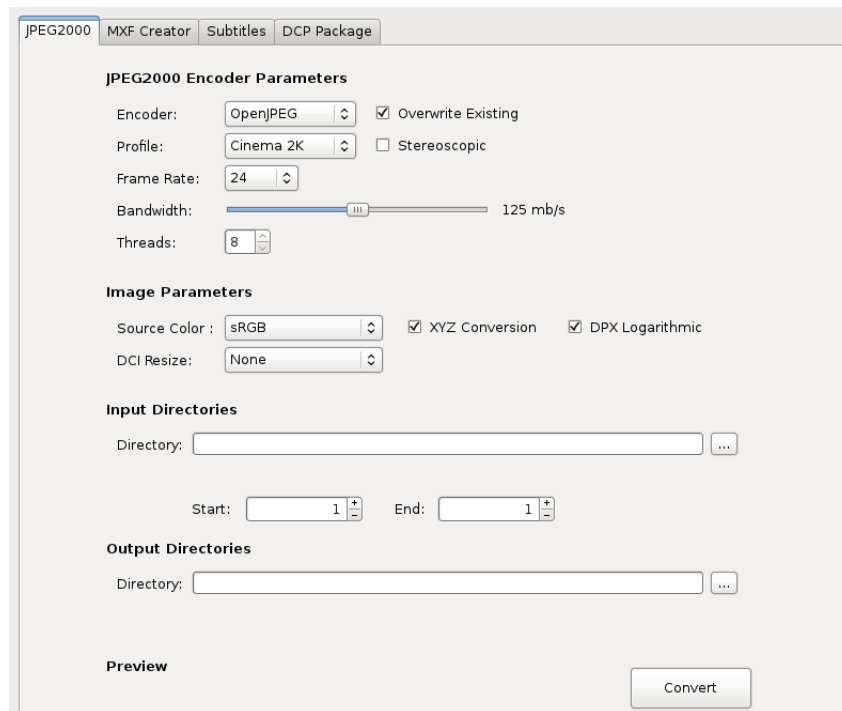 JPEG2000 MXF Creator Subtitles DCP Package
JPEG2000 Encoder Parameters
Encoder: OpenJPEG Overwrite Existing
Profile: Cinema 2K Stereoscopic
Frame Rate: 24
Bandwidth: 125 mb/s
Threads: 8
Image Parameters
Source Color : sRGB XYZ Conversion DPX Logarithmic
DCI Resize: None
Input Directories
Directory: ...
Start: 1 End: 1
Output Directories
Directory: ...
Preview
Convert